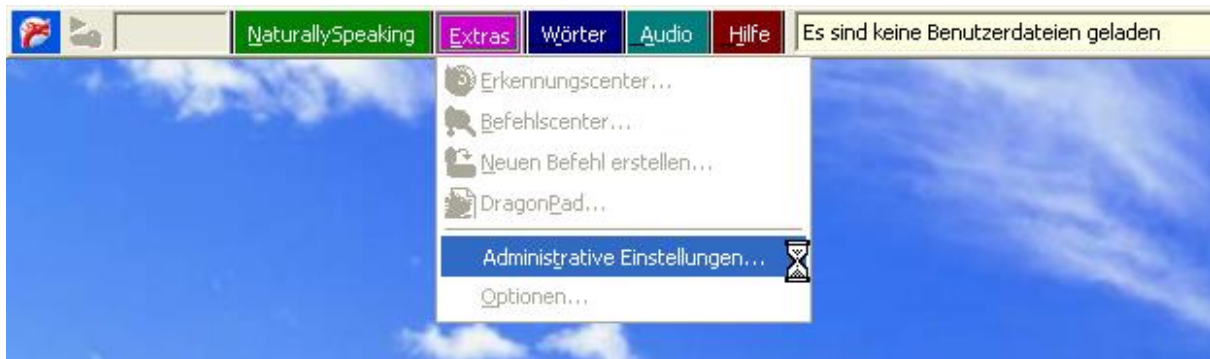 NaturallySpeaking Extras Wörter Audio Hilfe Es sind keine Benutzerdateien geladen
Erkennungscenter...
Befehlscenter...
Neuen Befehl erstellen...
DragonPad...
Administrative Einstellungen...
Optionen...